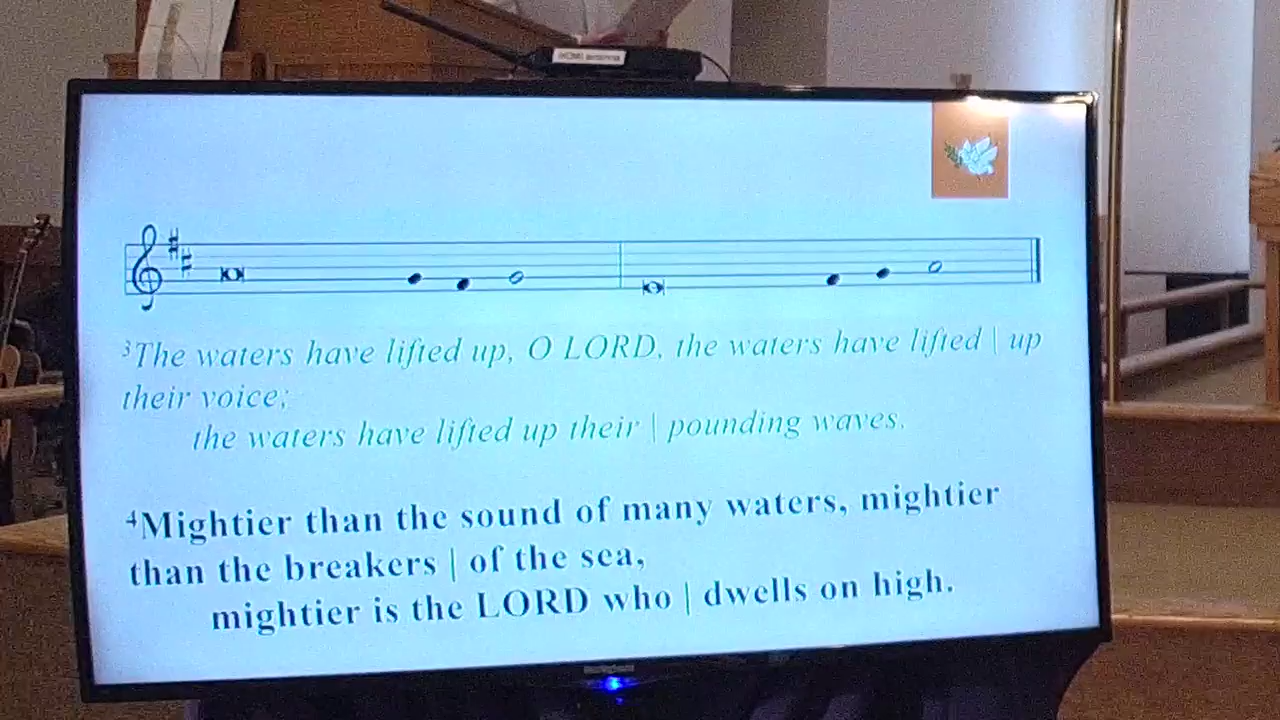 ³The waters have lifted up, O LORD, the waters have lifted | up
their voice;
the waters have lifted up their | pounding waves.
⁴Mightier than the sound of many waters, mightier
than the breakers | of the sea,
mightier is the LORD who | dwells on high.